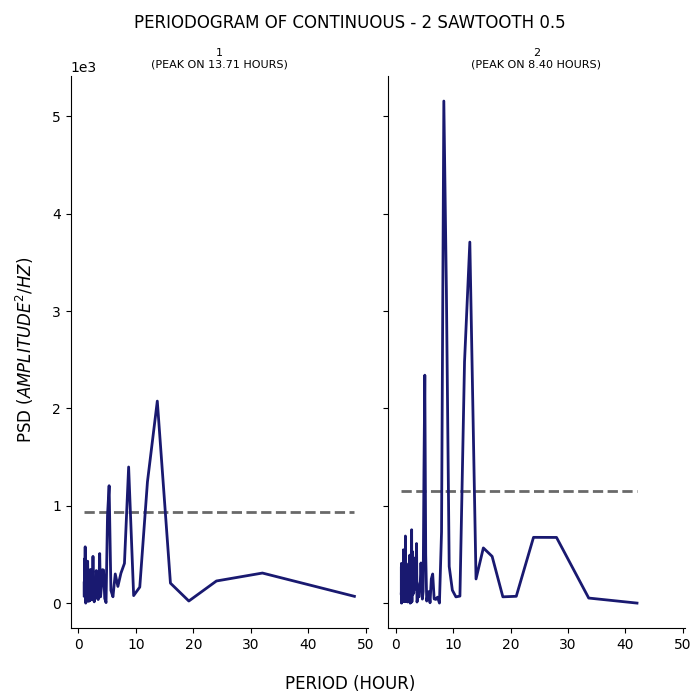 PERIODOGRAM OF CONTINUOUS - 2 SAWTOOTH 0.5
1
(PEAK ON 13.71 HOURS)
2
(PEAK ON 8.40 HOURS)
1e3
5
4
3
2
1
0
PSD (AMPLITUDE²/HZ)
0 10 20 30 40 50
0 10 20 30 40 50
PERIOD (HOUR)